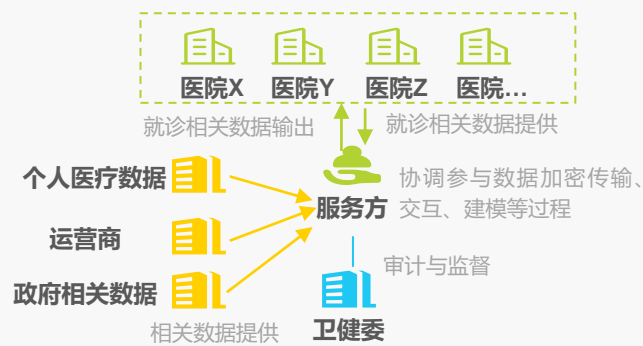 医院X 医院Y 医院Z 医院…
就诊相关数据输出 就诊相关数据提供
个人医疗数据
服务方
协调参与数据加密传输、
交互、建模等过程
运营商
审计与监督
政府相关数据
相关数据提供
卫健委